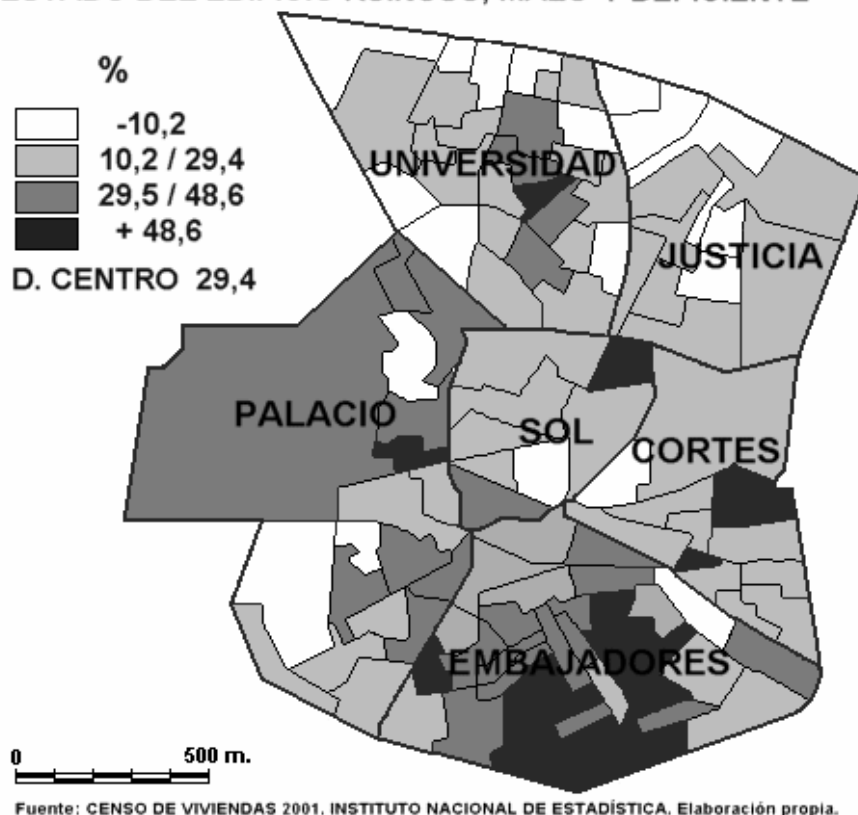 %
-10,2
10,2 / 29,4
29,5 / 48,6
+ 48,6
D. CENTRO 29,4
UNIVERSIDAD
JUSTICIA
PALACIO
SOL
CORTES
EMBAJADORES
0 500 m.
Fuente: CENSO DE VIVIENDAS 2001. INSTITUTO NACIONAL DE ESTADÍSTICA. Elaboración propia.